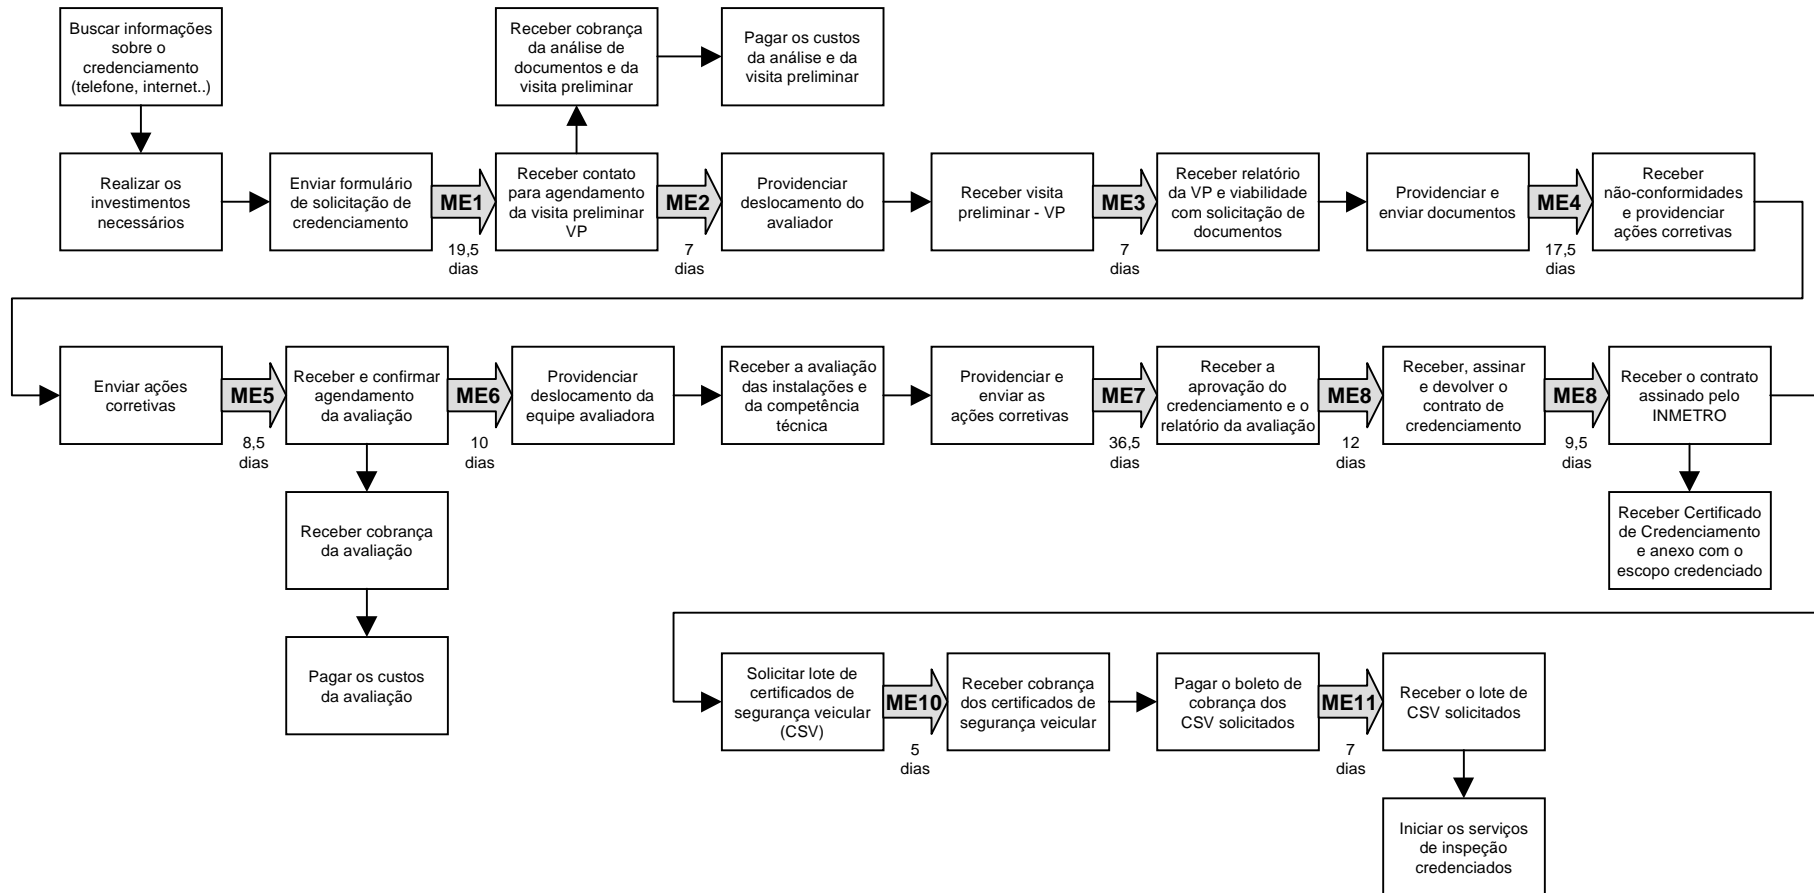 Buscar informações
sobre o
credenciamento
(telefone, internet..)
Receber cobrança
da análise de
documentos e da
visita preliminar
Pagar os custos
da análise e da
visita preliminar
Realizar os
investimentos
necessários
Enviar formulário
de solicitação de
credenciamento
ME1
19,5
dias
Receber contato
para agendamento
da visita preliminar
VP
ME2
7
dias
Providenciar
deslocamento do
avaliador
Receber visita
preliminar - VP
ME3
7
dias
Receber relatório
da VP e viabilidade
com solicitação de
documentos
Providenciar e
enviar documentos
ME4
17,5
dias
Receber
não-conformidades
e providenciar
ações corretivas
Enviar ações
corretivas
ME5
8,5
dias
Receber e confirmar
agendamento
da avaliação
ME6
10
dias
Providenciar
deslocamento da
equipe avaliadora
Receber a avaliação
das instalações e
da competência
técnica
Providenciar e
enviar as
ações corretivas
ME7
36,5
dias
Receber a
aprovação do
credenciamento e o
relatório da avaliação
ME8
12
dias
Receber, assinar
e devolver o
contrato de
credenciamento
ME8
9,5
dias
Receber o contrato
assinado pelo
INMETRO
Receber cobrança
da avaliação
Receber Certificado
de Credenciamento
e anexo com o
escopo credenciado
Pagar os custos
da avaliação
Solicitar lote de
certificados de
segurança veicular
(CSV)
ME10
5
dias
Receber cobrança
dos certificados de
segurança veicular
Pagar o boleto de
cobrança dos
CSV solicitados
ME11
7
dias
Receber o lote de
CSV solicitados
Iniciar os serviços
de inspeção
credenciados